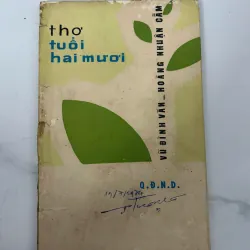 thơ
tuổi
hai mươi
VŨ ĐÌNH VĂN _ HOÀNG NHUẬN CẦM
Q.Đ.N.D.